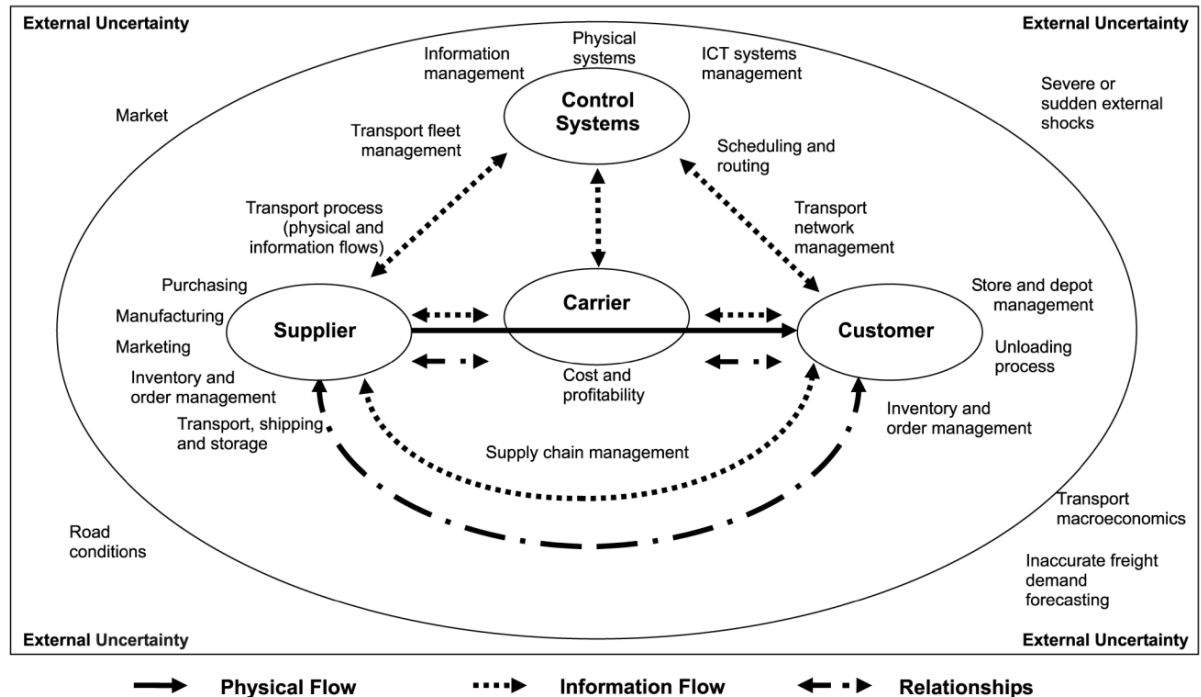 External Uncertainty
External Uncertainty
Physical
systems
Information
management
ICT systems
management
Control
Systems
Severe or
sudden external
shocks
Market
Transport fleet
management
Scheduling and
routing
Transport process
(physical and
information flows)
Transport
network
management
Purchasing
Manufacturing
Marketing
Inventory and
order management
Transport, shipping
and storage
Supplier
Carrier
Cost and
profitability
Customer
Store and depot
management
Unloading
process
Inventory and
order management
Supply chain management
Road
conditions
Transport
macroeconomics
Inaccurate freight
demand
forecasting
External Uncertainty
External Uncertainty
Physical Flow
Information Flow
Relationships